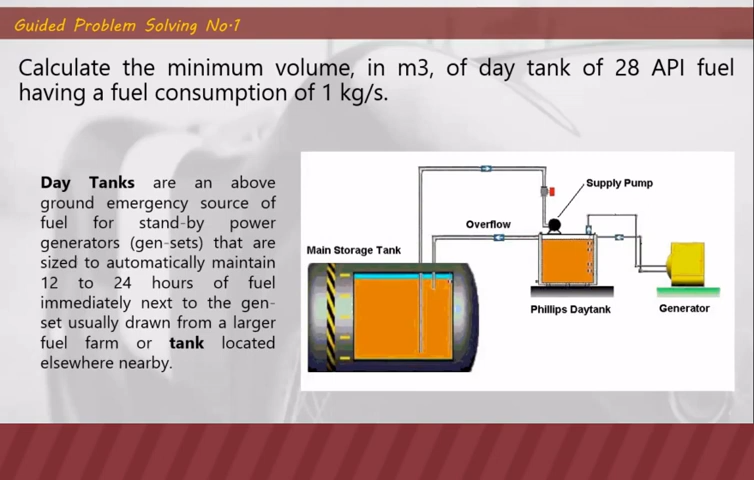 Guided Problem Solving No.1
Calculate the minimum volume, in m3, of day tank of 28 API fuel
having a fuel consumption of 1 kg/s.
Day Tanks are an above
ground emergency source of
fuel for stand-by power
generators (gen-sets) that are
sized to automatically maintain
12 to 24 hours of fuel
immediately next to the gen-
set usually drawn from a larger
fuel farm or tank located
elsewhere nearby.
Supply Pump
Overflow
Main Storage Tank
Phillips Daytank
Generator